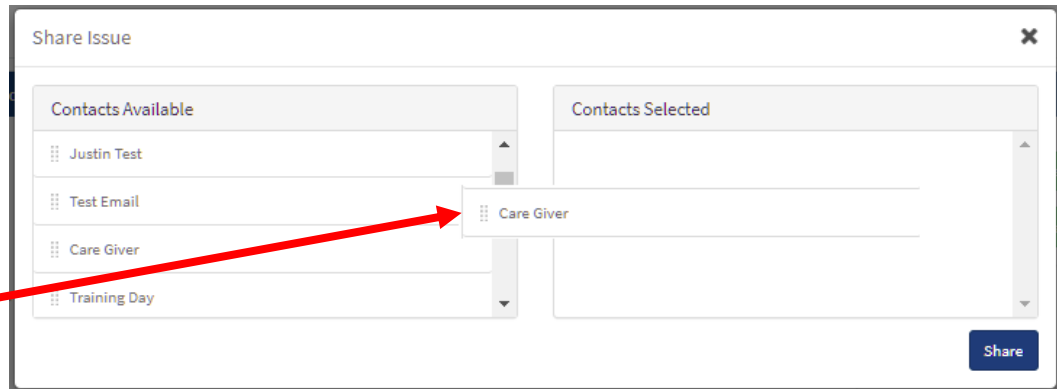 Share Issue
Contacts Available
Contacts Selected
Justin Test
Test Email
Care Giver
Care Giver
Training Day
Share